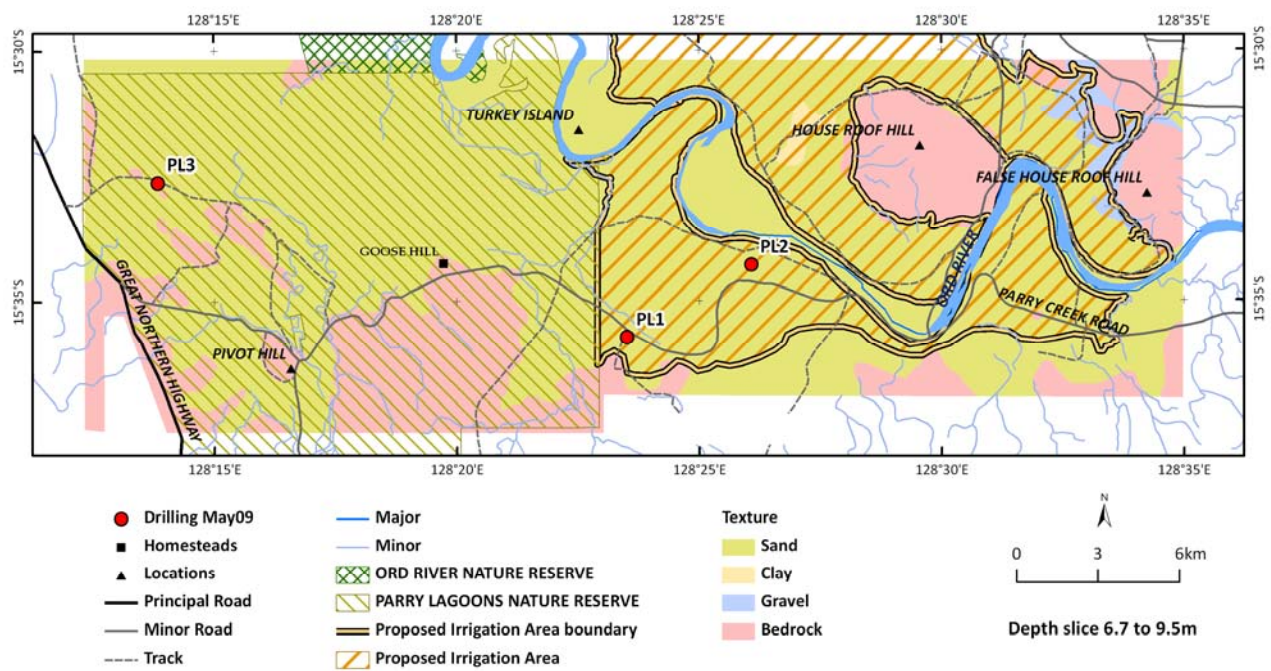 128°15'E 128°20'E 128°25'E 128°30'E 128°35'E
15°30'S 15°30'S
TURKEY ISLAND
HOUSE ROOF HILL
PL3
FALSE HOUSE ROOF HILL
GOOSE HILL
PL2
ORD RIVER
15°35'S 15°35'S
PARRY CREEK ROAD
PL1
GREAT NORTHERN HIGHWAY
PIVOT HILL
128°15'E 128°20'E 128°25'E 128°30'E 128°35'E
Drilling May09
Homesteads
Locations
Principal Road
Minor Road
Track
Major
Minor
ORD RIVER NATURE RESERVE
PARRY LAGOONS NATURE RESERVE
Proposed Irrigation Area boundary
Proposed Irrigation Area
Texture
Sand
Clay
Gravel
Bedrock
N
0 3 6km
Depth slice 6.7 to 9.5m